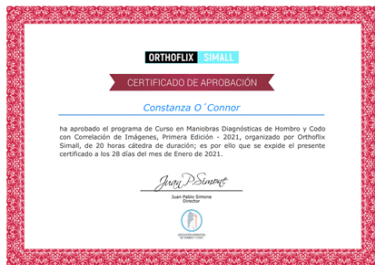 ORTHOFLIX SIMALL
CERTIFICADO DE APROBACIÓN
Constanza O´Connor
ha aprobado el programa de Curso en Maniobras Diagnósticas de Hombro y Codo
con Correlación de Imágenes, Primera Edición - 2021, organizado por Orthoflix
Simall, de 20 horas cátedra de duración; es por ello que se expide el presente
certificado a los 28 días del mes de Enero de 2021.
Juan P. Simone
Juan Pablo Simone
Director